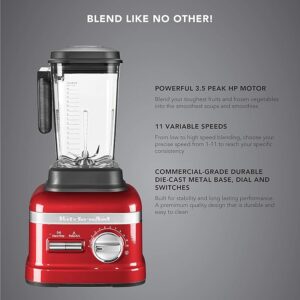 BLEND LIKE NO OTHER!
POWERFUL 3.5 PEAK HP MOTOR
Blend your toughest fruits and frozen vegetables
into the smoothest soups and smoothies
11 VARIABLE SPEEDS
From low to high speed blending, choose your
precise speed from 1-11 to reach your specific
consistency
COMMERCIAL-GRADE DURABLE
DIE-CAST METAL BASE, DIAL AND
SWITCHES
Built for stability and long lasting performance.
A premimum quality design that is durable and
easy to clean
KitchenAid